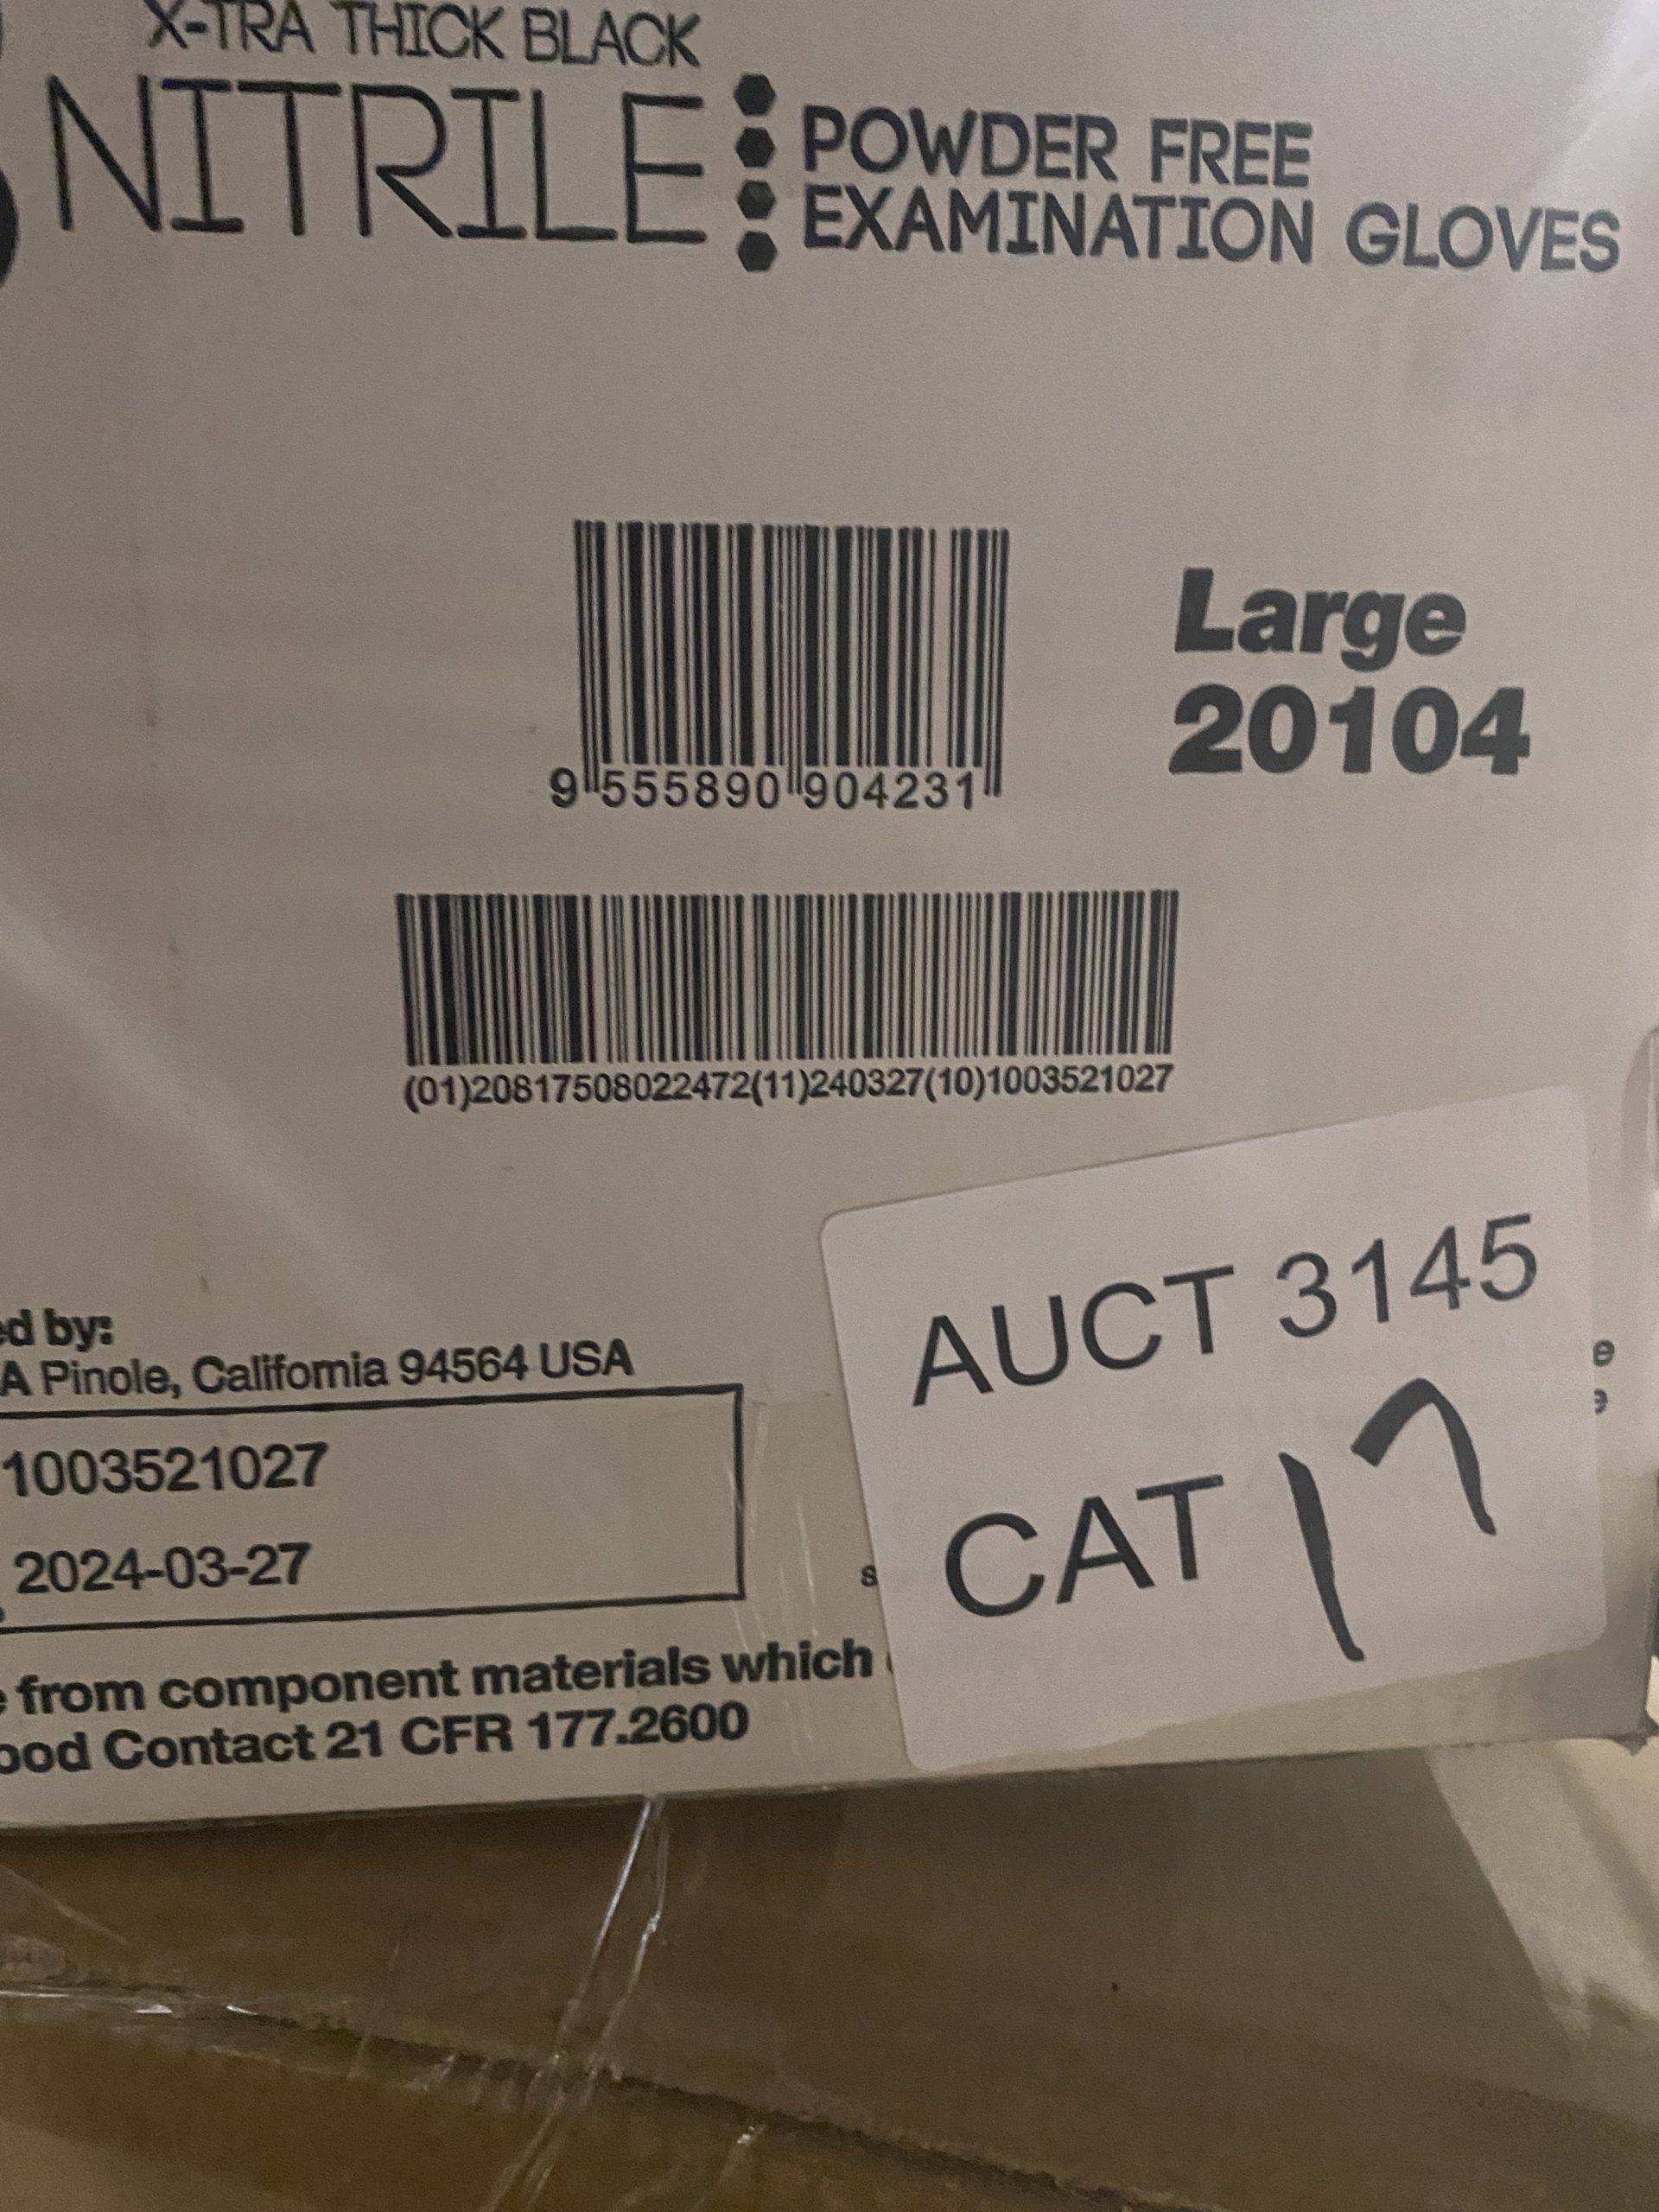 X-TRA THICK BLACK
NITRILE
POWDER FREE
EXAMINATION GLOVES
Large
20104
9 555890 904231
(01)20817508022472(11)240327(10)1003521027
ed by:
A Pinole, California 94564 USA
1003521027
2024-03-27
e from component materials which
ood Contact 21 CFR 177.2600
s
e
e
AUCT 3145
CAT 17